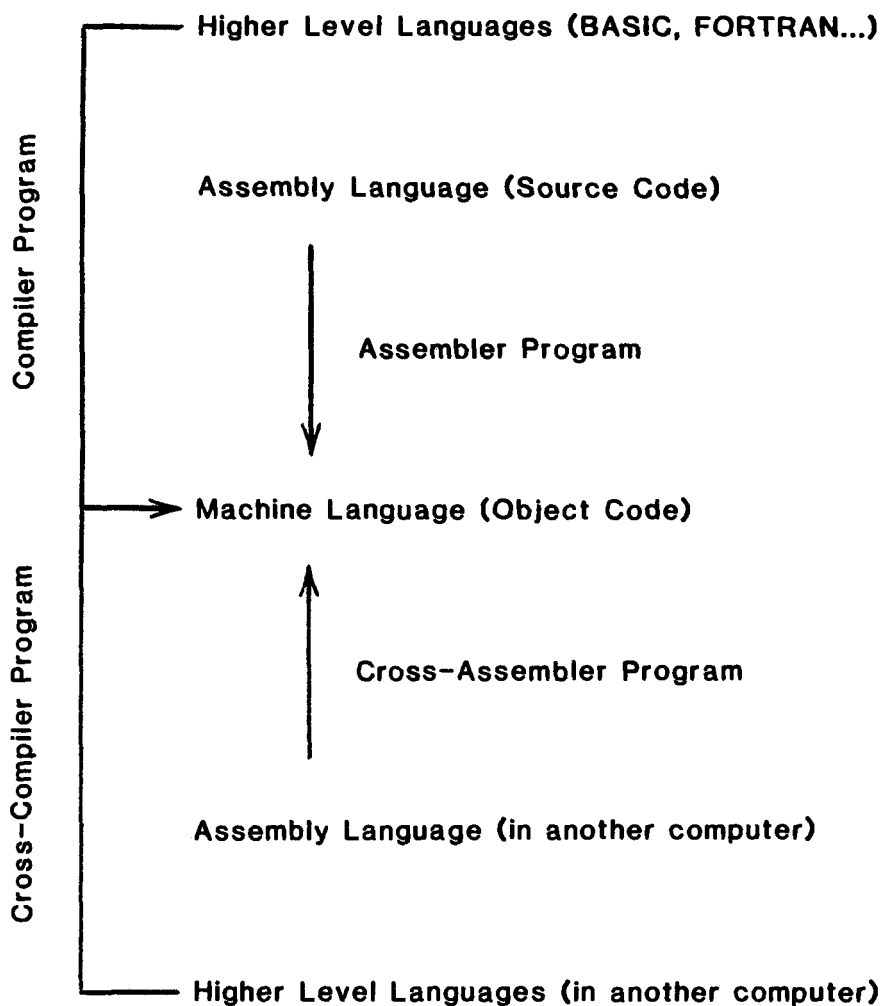 Higher Level Languages (BASIC, FORTRAN...)
Compiler Program
Assembly Language (Source Code)
Assembler Program
Machine Language (Object Code)
Cross-Compiler Program
Cross-Assembler Program
Assembly Language (in another computer)
Higher Level Languages (in another computer)